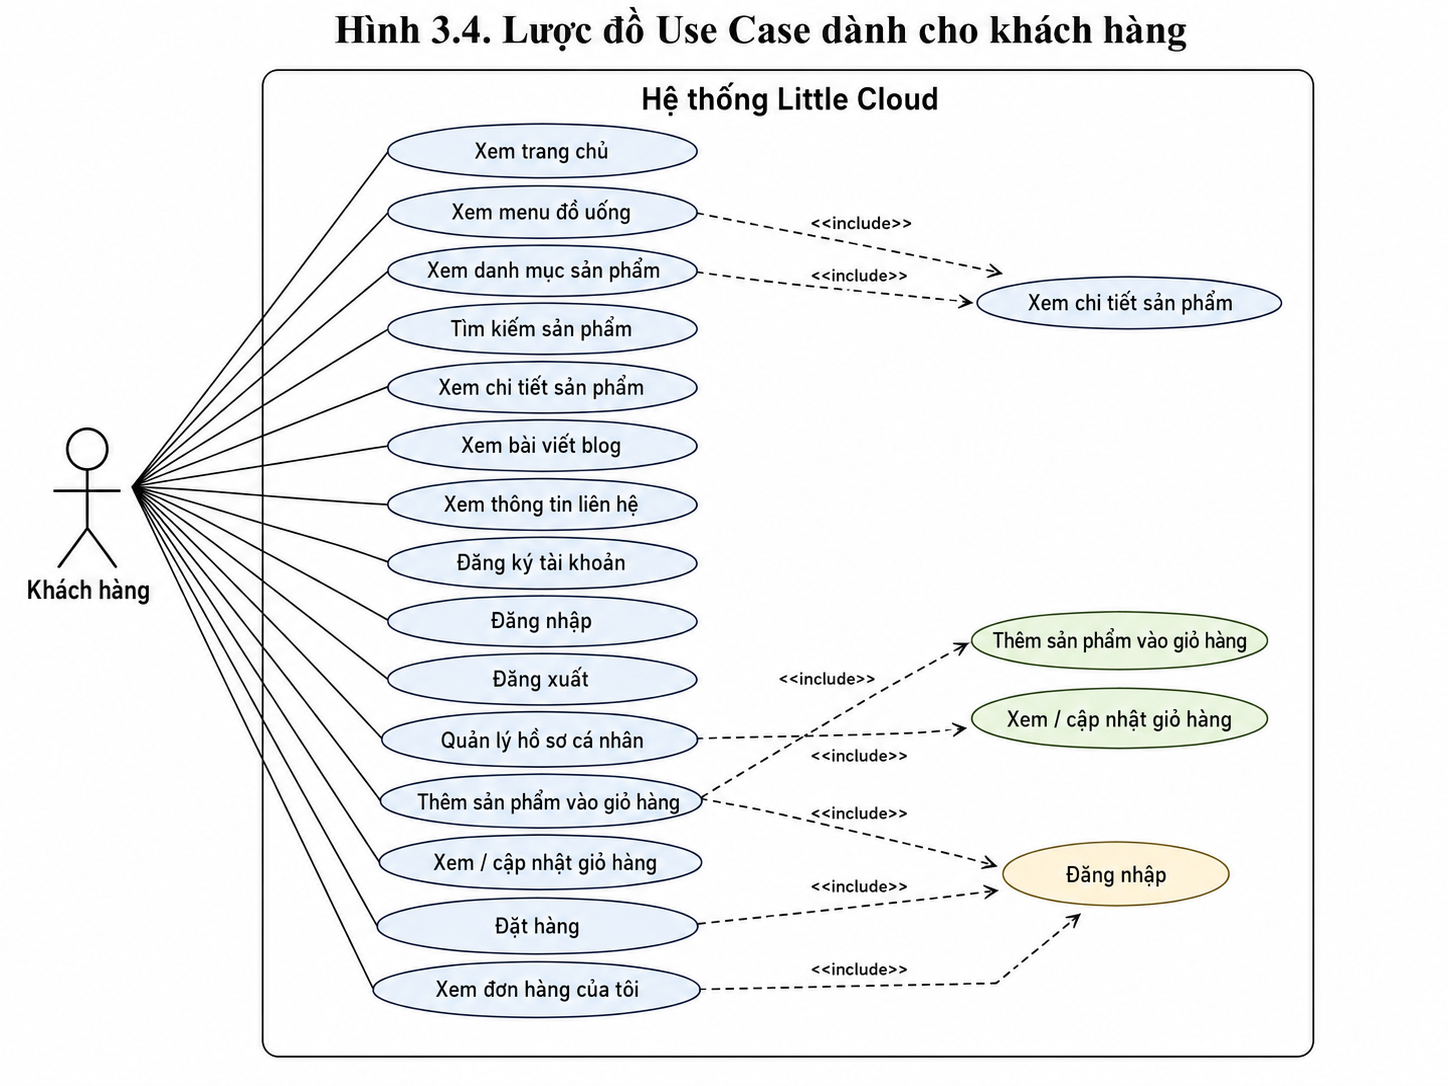 Hình 3.4. Lược đồ Use Case dành cho khách hàng
Hệ thống Little Cloud
Xem trang chủ
Xem menu đồ uống
<<include>>
Xem danh mục sản phẩm
<<include>>
Xem chi tiết sản phẩm
Tìm kiếm sản phẩm
Xem chi tiết sản phẩm
Xem bài viết blog
Xem thông tin liên hệ
Khách hàng
Đăng ký tài khoản
Đăng nhập
Thêm sản phẩm vào giỏ hàng
Đăng xuất
<<include>>
Xem / cập nhật giỏ hàng
Quản lý hồ sơ cá nhân
<<include>>
Thêm sản phẩm vào giỏ hàng
<<include>>
Xem / cập nhật giỏ hàng
Đăng nhập
<<include>>
Đặt hàng
<<include>>
Xem đơn hàng của tôi